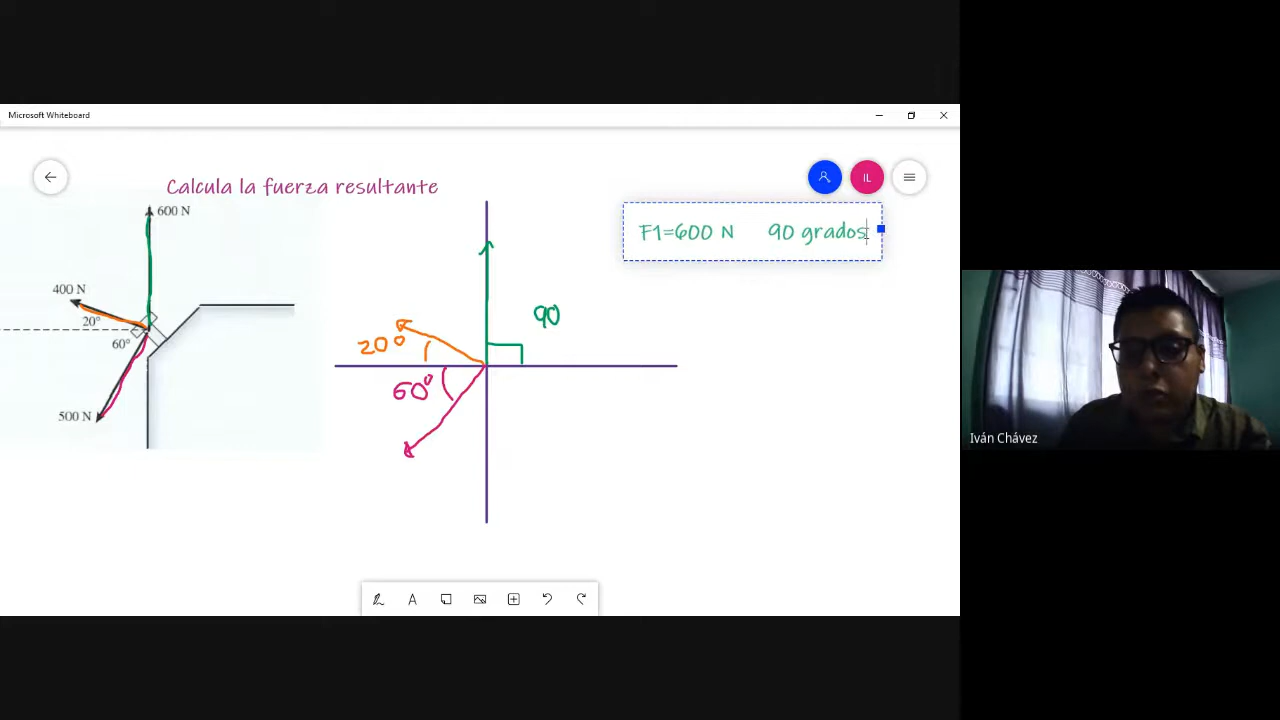 Microsoft Whiteboard
IL
Calcula la fuerza resultante
600 N
400 N
20°
60°
500 N
20°
60°
90
F1=600 N 90 grados
Iván Chávez